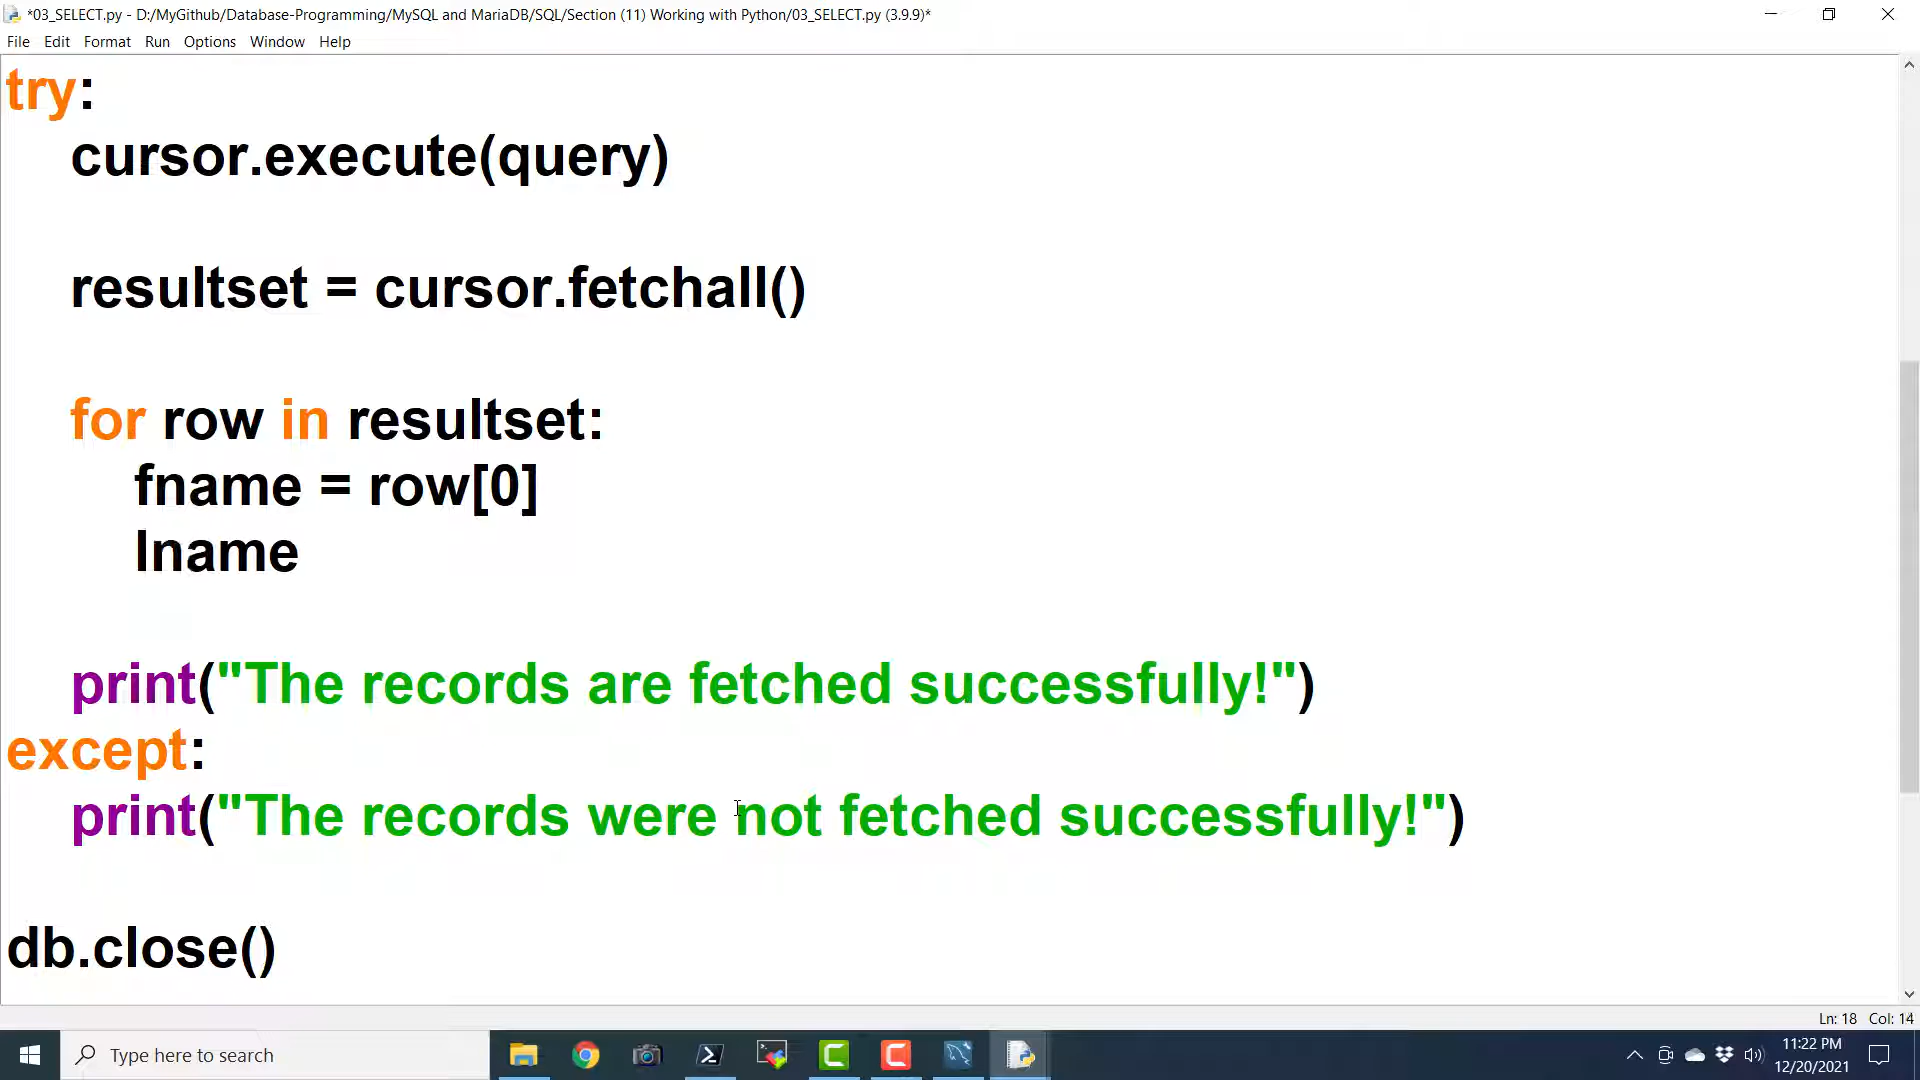 *03_SELECT.py - D:/MyGithub/Database-Programming/MySQL and MariaDB/SQL/Section (11) Working with Python/03_SELECT.py (3.9.9)*
File Edit Format Run Options Window Help
try:
    cursor.execute(query)
    resultset = cursor.fetchall()
    for row in resultset:
        fname = row[0]
        lname
    print("The records are fetched successfully!")
except:
    print("The records were not fetched successfully!")
db.close()
Ln: 18 Col: 14
Type here to search
11:22 PM
12/20/2021